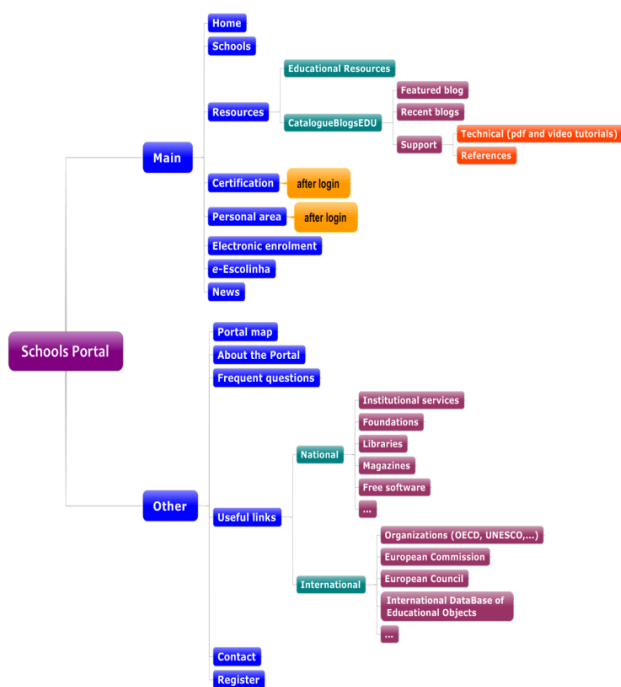 Home
Schools
Educational Resources
Featured blog
Resources
Recent blogs
CatalogueBlogsEDU
Technical (pdf and video tutorials)
Support
References
Main
Certification
after login
Personal area
after login
Electronic enrolment
e-Escolinha
News
Schools Portal
Portal map
About the Portal
Frequent questions
Institutional services
Foundations
Libraries
National
Magazines
Free software
...
Other
Useful links
Organizations (OECD, UNESCO,...)
European Commission
European Council
International
International DataBase of
Educational Objects
...
Contact
Register